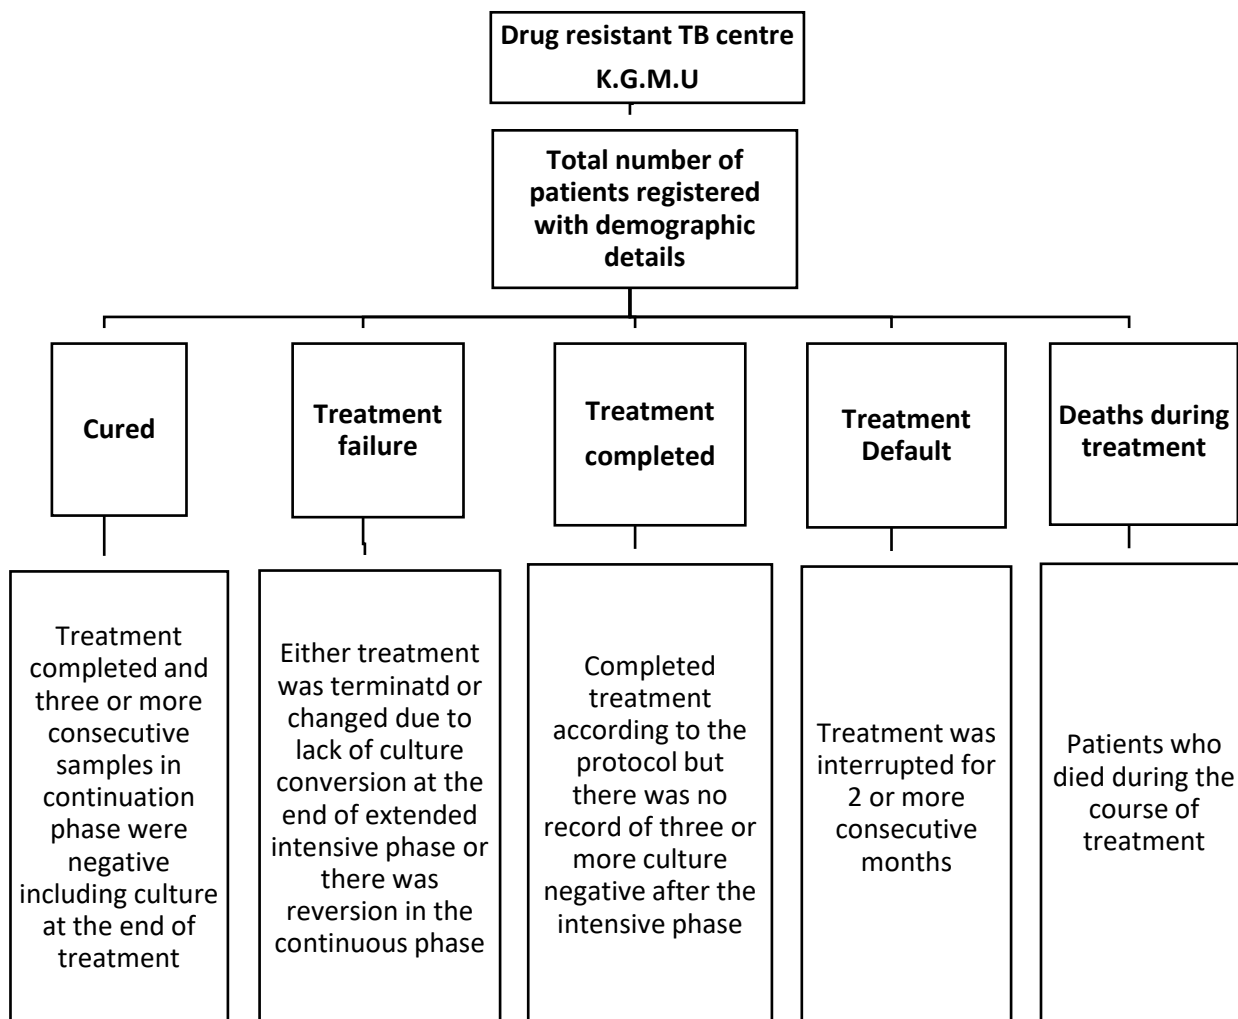 Drug resistant TB centre
K.G.M.U
Total number of
patients registered
with demographic
details
Cured
Treatment
failure
Treatment
completed
Treatment
Default
Deaths during
treatment
Treatment
completed and
three or more
consecutive
samples in
continuation
phase were
negative
including culture
at the end of
treatment
Either treatment
was terminatd or
changed due to
lack of culture
conversion at the
end of extended
intensive phase or
there was
reversion in the
continuous phase
Completed
treatment
according to the
protocol but
there was no
record of three or
more culture
negative after the
intensive phase
Treatment was
interrupted for
2 or more
consecutive
months
Patients who
died during the
course of
treatment